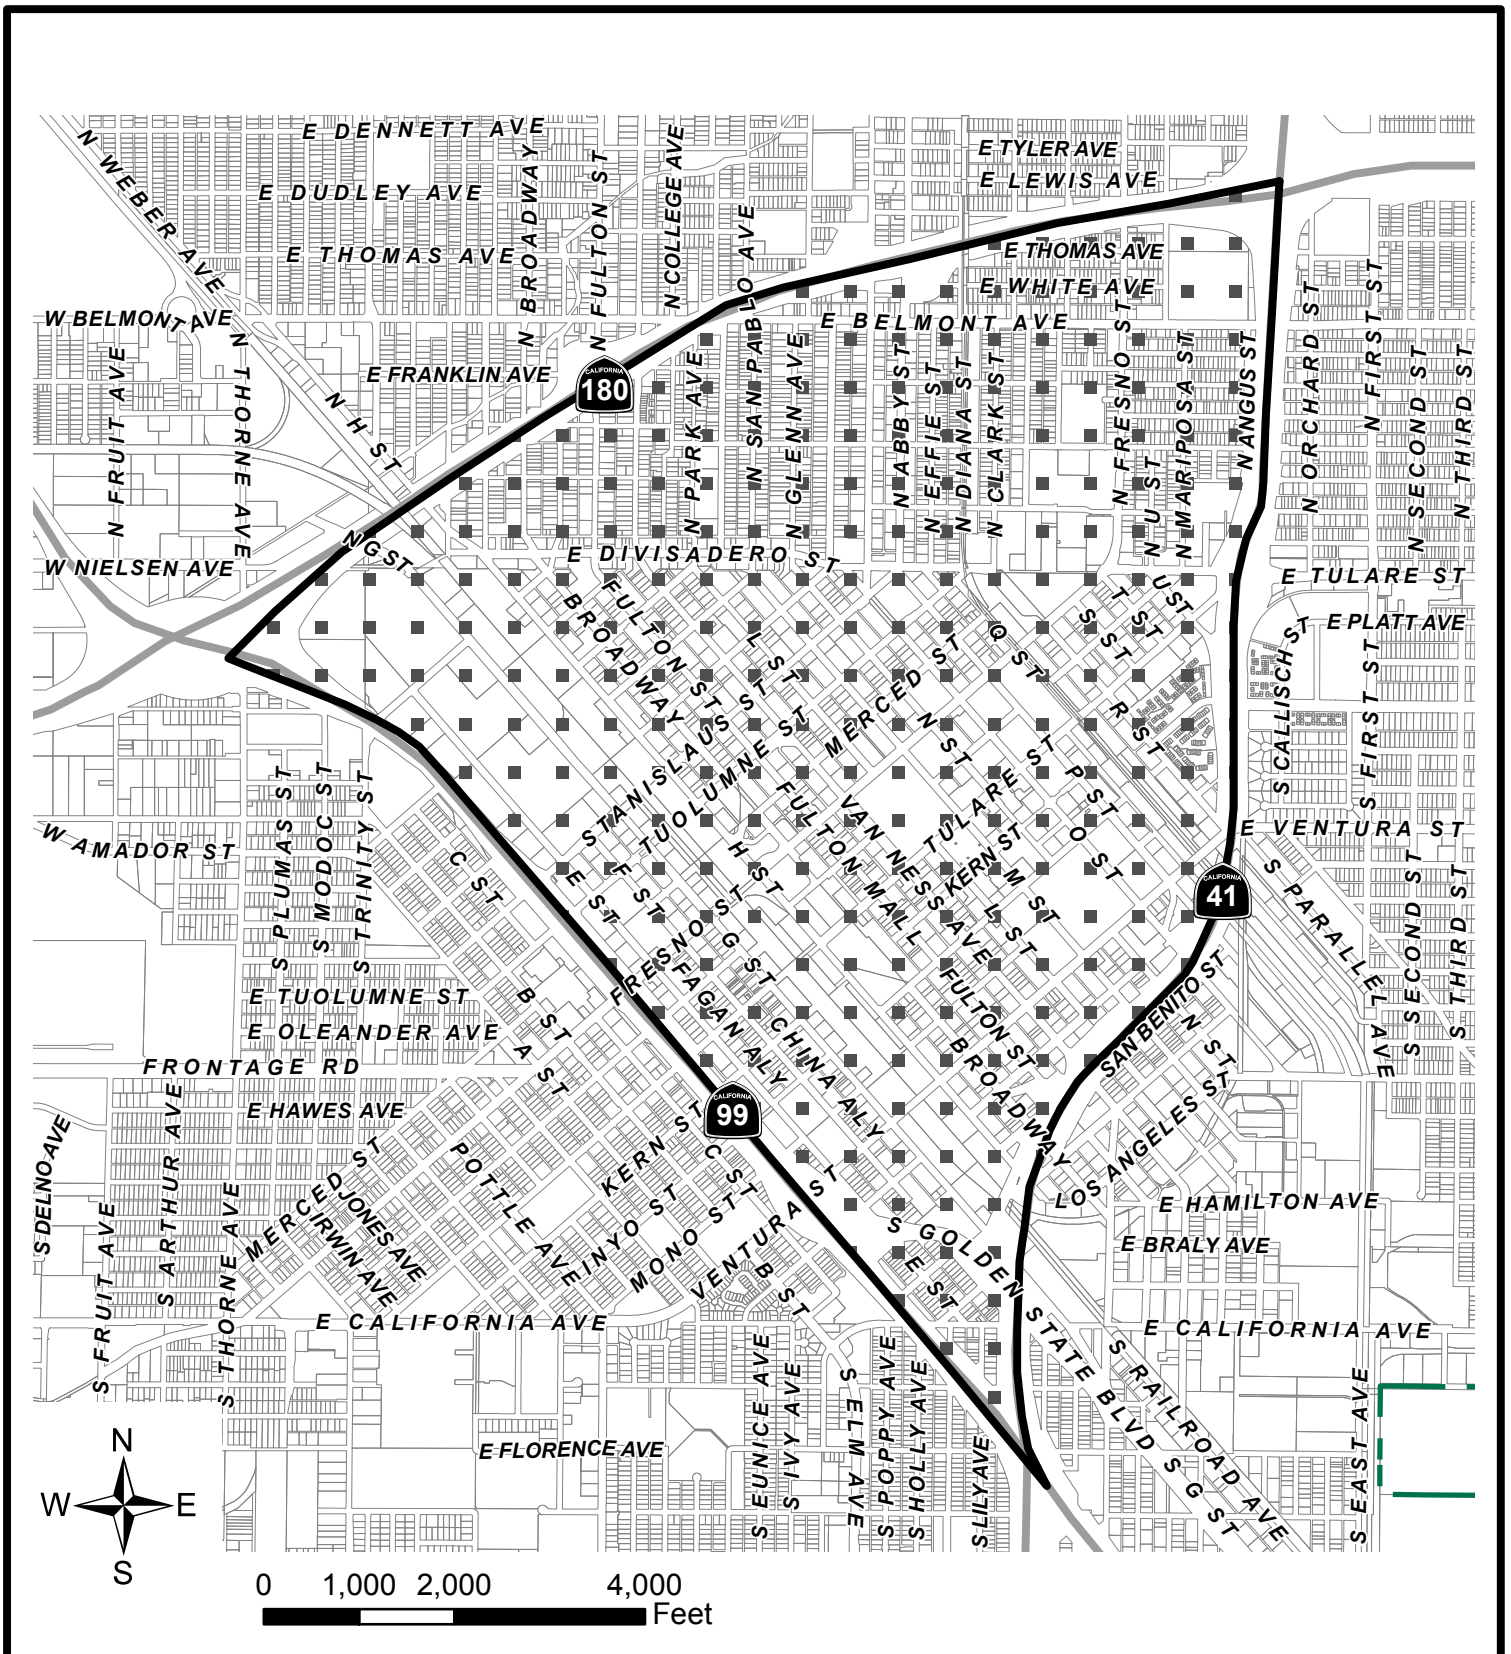 E DENNETT AVE
N WEBER AVE
E DUDLEY AVE
E THOMAS AVE
N BROADWAY
N FULTON ST
N COLLEGE AVE
N SAN PABLO AVE
E TYLER AVE
E LEWIS AVE
E THOMAS AVE
E WHITE AVE
W BELMONT AVE
E BELMONT AVE
N FRUIT AVE
N THORNE AVE
E FRANKLIN AVE
CALIFORNIA
180
N H ST
N PARK AVE
N GLENN AVE
N ABBY ST
N EFFIE ST
N DIANA ST
N CLARK ST
N FRESNO ST
N U ST
N MARIPOSA ST
N ANGUS ST
N ORCHARD ST
N FIRST ST
N SECOND ST
N THIRD ST
N G ST
W NIELSEN AVE
E DIVISADERO ST
E TULARE ST
E PLATT AVE
FULTON ST
BROADWAY
L ST
MERCED ST
Q ST
S ST
T ST
U ST
R ST
N ST
STANISLAUS ST
TUOLUMNE ST
S CALLISCH ST
S FIRST ST
S PLUMAS ST
S MODOC ST
S TRINITY ST
W AMADOR ST
C ST
E ST
F ST
H ST
FULTON MALL
VAN NESS AVE
TULARE ST
KERN ST
P ST
O ST
M ST
L ST
E VENTURA ST
CALIFORNIA
41
S PARALLEL AVE
S SECOND ST
S THIRD ST
FRESNO ST
G ST
FAGAN ALY
CHINA ALY
FULTON ST
BROADWAY
SAN BENITO ST
N ST
LOS ANGELES ST
E TUOLUMNE ST
E OLEANDER AVE
FRONTAGE RD
E HAWES AVE
B ST
A ST
S DELNO AVE
S FRUIT AVE
S ARTHUR AVE
S THORNE AVE
MERCED ST
JONES AVE
IRWIN AVE
POTTLE AVE
KERN ST
INYO ST
MONO ST
C ST
CALIFORNIA
99
VENTURA ST
B ST
S GOLDEN STATE BLVD
S E ST
E HAMILTON AVE
E BRALY AVE
E CALIFORNIA AVE
E CALIFORNIA AVE
S RAILROAD AVE
S G ST
S EAST AVE
E FLORENCE AVE
S EUNICE AVE
S IVY AVE
S ELM AVE
S POPPY AVE
S HOLLY AVE
S LILY AVE
N
W E
S
0 1,000 2,000 4,000
Feet